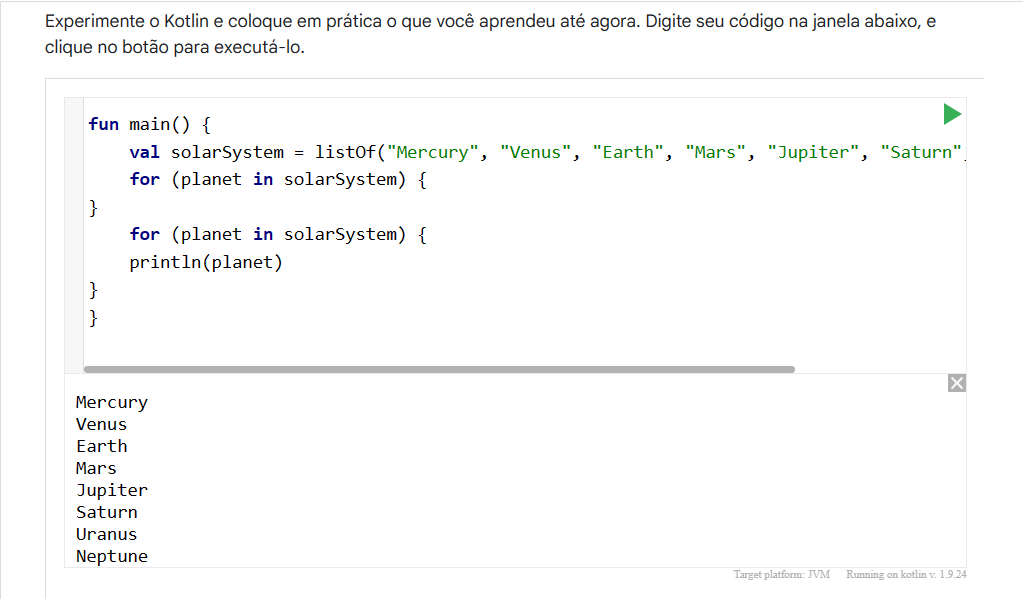 Experimente o Kotlin e coloque em prática o que você aprendeu até agora. Digite seu código na janela abaixo, e
clique no botão para executá-lo.
fun main() {
    val solarSystem = listOf("Mercury", "Venus", "Earth", "Mars", "Jupiter", "Saturn",
    for (planet in solarSystem) {
}
    for (planet in solarSystem) {
    println(planet)
}
}
Mercury
Venus
Earth
Mars
Jupiter
Saturn
Uranus
Neptune
Target platform: JVM Running on kotlin v. 1.9.24